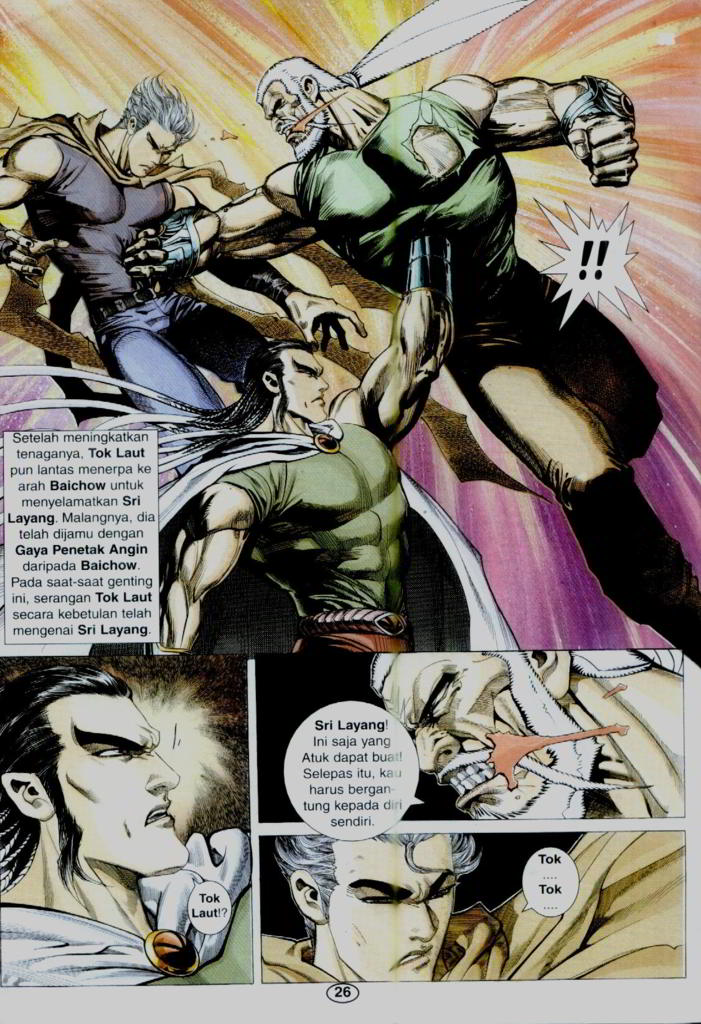 !!
Setelah meningkatkan
tenaganya, Tok Laut
pun lantas menerpa ke
arah Baichow untuk
menyelamatkan Sri
Layang. Malangnya, dia
telah dijamu dengan
Gaya Penetak Angin
daripada Baichow.
Pada saat-saat genting
ini, serangan Tok Laut
secara kebetulan telah
mengenai Sri Layang.
Tok
Laut!?
Sri Layang!
Ini saja yang
Atuk dapat buat!
Selepas itu, kau
harus bergan-
tung kepada diri
sendiri.
Tok
....
Tok
....
26